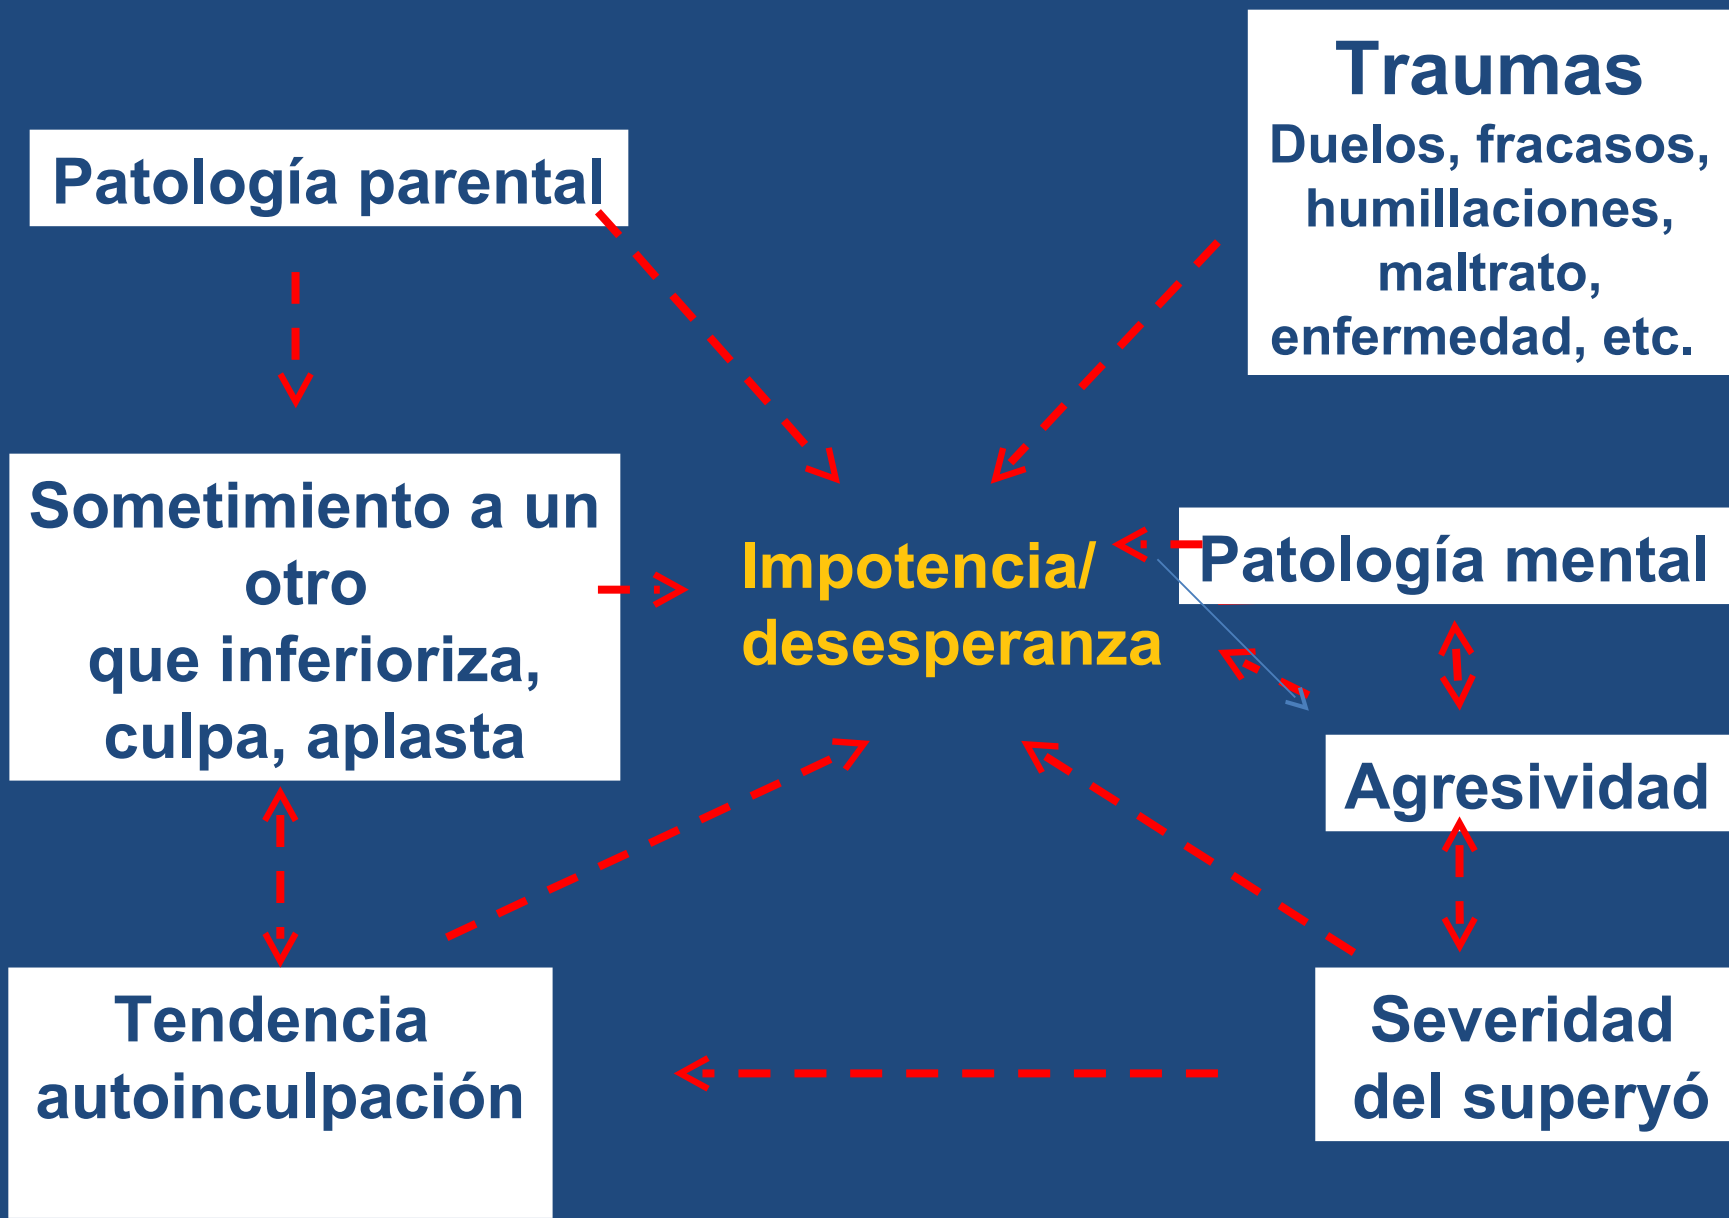 Traumas
Duelos, fracasos,
humillaciones,
maltrato,
enfermedad, etc.
Patología parental
Sometimiento a un
otro
que inferioriza,
culpa, aplasta
Impotencia/
desesperanza
Patología mental
Agresividad
Tendencia
autoinculpación
Severidad
del superyó